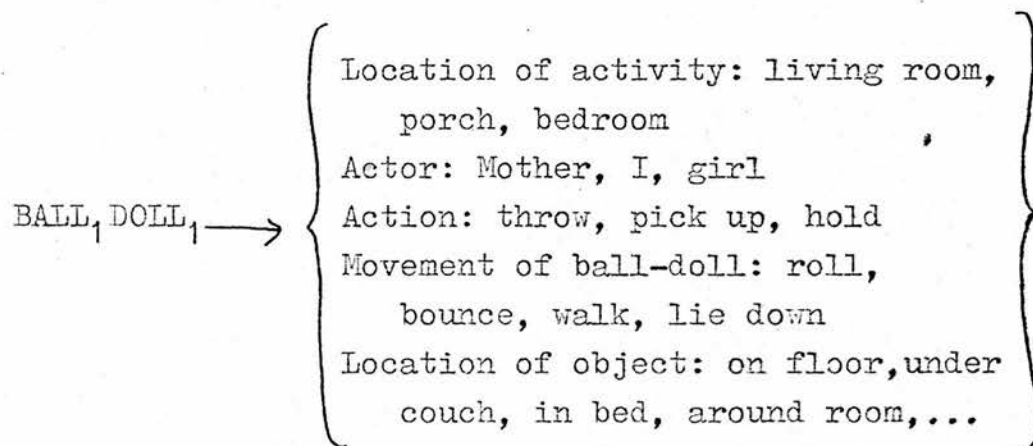 Location of activity: living room,
porch, bedroom
Actor: Mother, I, girl
BALL₁ DOLL₁ → Action: throw, pick up, hold
Movement of ball-doll: roll,
bounce, walk, lie down
Location of object: on floor,under
couch, in bed, around room,...